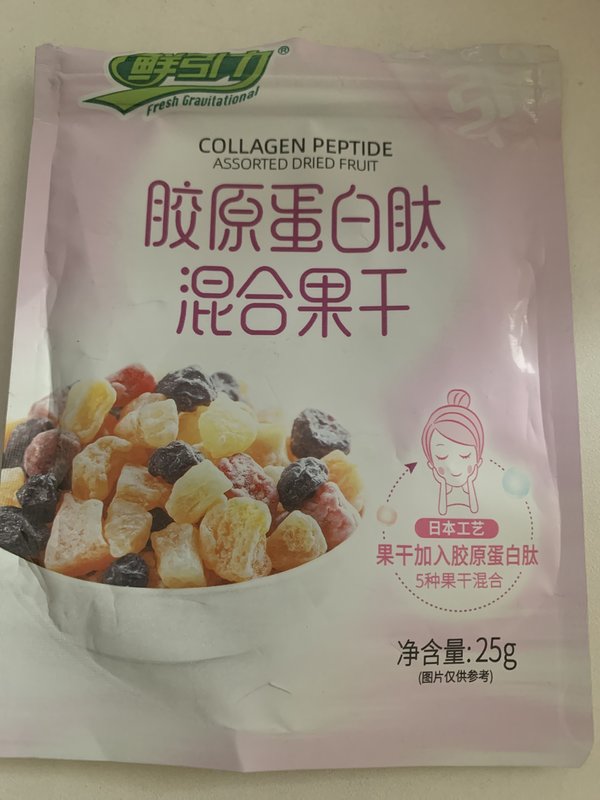 鲜引力®
Fresh Gravitational
COLLAGEN PEPTIDE
ASSORTED DRIED FRUIT
胶原蛋白肽
混合果干
日本工艺
果干加入胶原蛋白肽
5种果干混合
净含量:25g
(图片仅供参考)